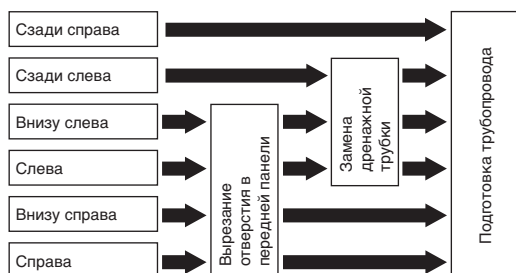 Сзади справа
Сзади слева
Внизу слева
Слева
Внизу справа
Справа
Вырезание
отверстия в
передней панели
Замена
дренажной
трубки
Подготовка трубопровода